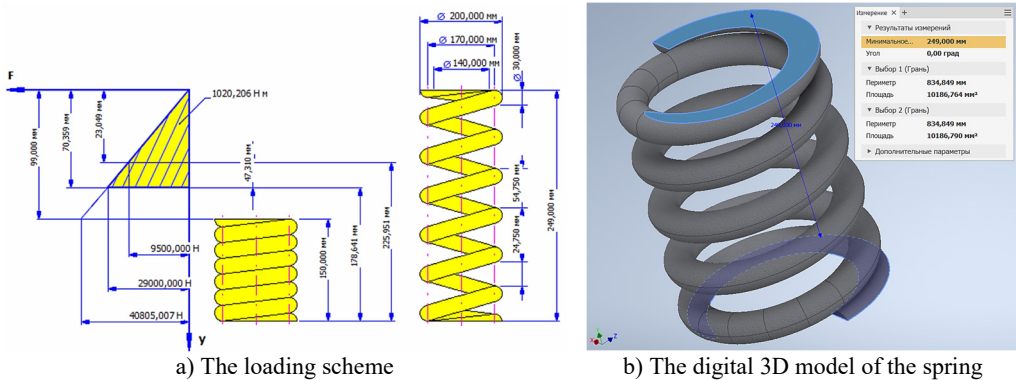 F
1020,206 Н м
99,000 мм
70,359 мм
23,049 мм
47,310 мм
9500,000 Н
29000,000 Н
40805,007 Н
y
150,000 мм
178,641 мм
225,951 мм
Ø 200,000 мм
Ø 170,000 мм
Ø 140,000 мм
Ø 30,000 мм
54,750 мм
24,750 мм
249,000 мм
a) The loading scheme
249,000 мм
Измерение × +
Результаты измерений
Минимальное... 249,000 мм
Угол 0,00 град
Выбор 1 (Грань)
Периметр 834,849 мм
Площадь 10186,764 мм²
Выбор 2 (Грань)
Периметр 834,849 мм
Площадь 10186,790 мм²
Дополнительные параметры
x
z
b) The digital 3D model of the spring